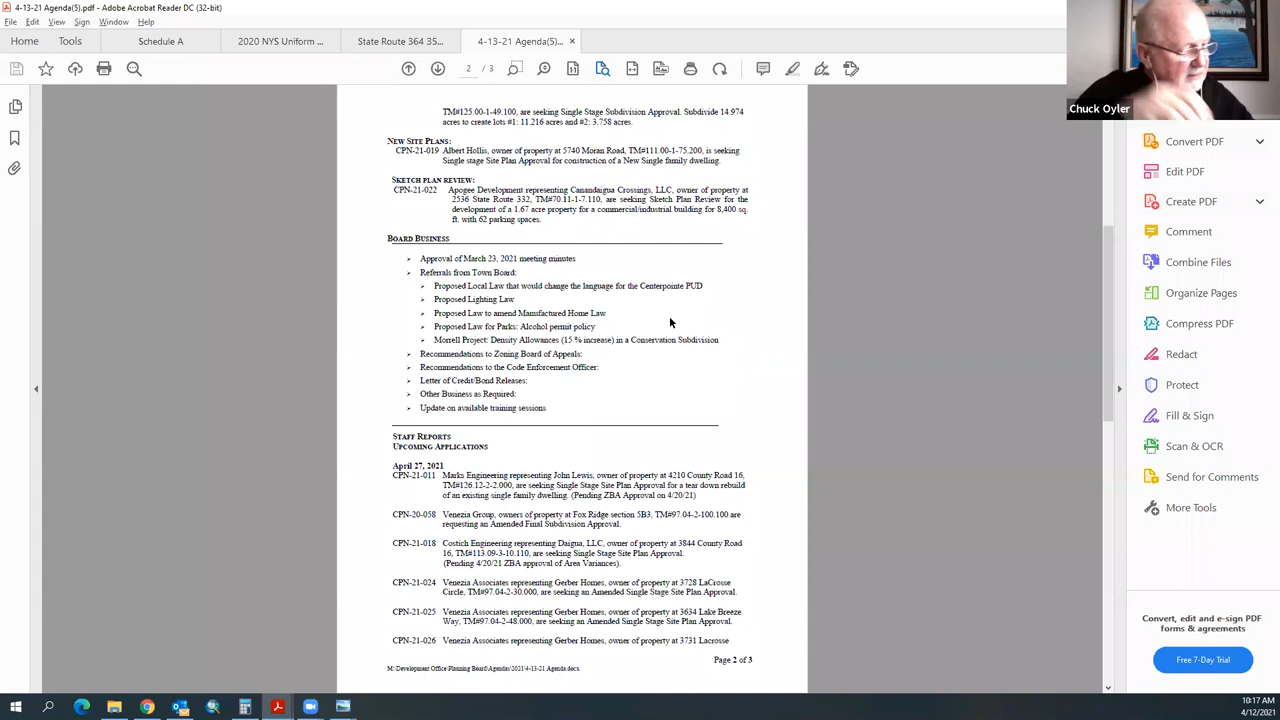 4-13-21 Agenda(5).pdf - Adobe Acrobat Reader DC (32-bit)
File Edit View Sign Window Help
Home Tools Schedule A 2020 NYS Uniform ... State Route 364 35... 4-13-21 Agenda(5)... ×
2 / 3
Chuck Oyler
TM#125.00-1-49.100, are seeking Single Stage Subdivision Approval. Subdivide 14.974
acres to create lots #1: 11.216 acres and #2: 3.758 acres.
NEW SITE PLANS:
CPN-21-019 Albert Hollis, owner of property at 5740 Moran Road, TM#111.00-1-75.200, is seeking
Single stage Site Plan Approval for construction of a New Single family dwelling.
SKETCH PLAN REVIEW:
CPN-21-022 Apogee Development representing Canandaigua Crossings, LLC, owner of property at
2536 State Route 332, TM#70.11-1-7.110, are seeking Sketch Plan Review for the
development of a 1.67 acre property for a commercial/industrial building for 8,400 sq.
ft. with 62 parking spaces.
BOARD BUSINESS
Approval of March 23, 2021 meeting minutes
Referrals from Town Board:
Proposed Local Law that would change the language for the Centerpointe PUD
Proposed Lighting Law
Proposed Law to amend Manufactured Home Law
Proposed Law for Parks: Alcohol permit policy
Morrell Project: Density Allowances (15 % increase) in a Conservation Subdivision
Recommendations to Zoning Board of Appeals:
Recommendations to the Code Enforcement Officer:
Letter of Credit/Bond Releases:
Other Business as Required:
Update on available training sessions
STAFF REPORTS
UPCOMING APPLICATIONS
April 27, 2021
CPN-21-011 Marks Engineering representing John Lewis, owner of property at 4210 County Road 16,
TM#126.12-2-2.000, are seeking Single Stage Site Plan Approval for a tear down rebuild
of an existing single family dwelling. (Pending ZBA Approval on 4/20/21)
CPN-20-058 Venezia Group, owners of property at Fox Ridge section 5B3, TM#97.04-2-100.100 are
requesting an Amended Final Subdivision Approval.
CPN-21-018 Costich Engineering representing Daigua, LLC, owner of property at 3844 County Road
16, TM#113.09-3-10.110, are seeking Single Stage Site Plan Approval.
(Pending 4/20/21 ZBA approval of Area Variances).
CPN-21-024 Venezia Associates representing Gerber Homes, owner of property at 3728 LaCrosse
Circle, TM#97.04-2-30.000, are seeking an Amended Single Stage Site Plan Approval.
CPN-21-025 Venezia Associates representing Gerber Homes, owner of property at 3634 Lake Breeze
Way, TM#97.04-2-48.000, are seeking an Amended Single Stage Site Plan Approval.
CPN-21-026 Venezia Associates representing Gerber Homes, owner of property at 3731 Lacrosse
Page 2 of 3
M:\Development Office\Planning Board\Agendas\2021\4-13-21 Agenda.docx
Convert PDF
Edit PDF
Create PDF
Comment
Combine Files
Organize Pages
Compress PDF
Redact
Protect
Fill & Sign
Scan & OCR
Send for Comments
More Tools
Convert, edit and e-sign PDF
forms & agreements
Free 7-Day Trial
10:17 AM
4/12/2021